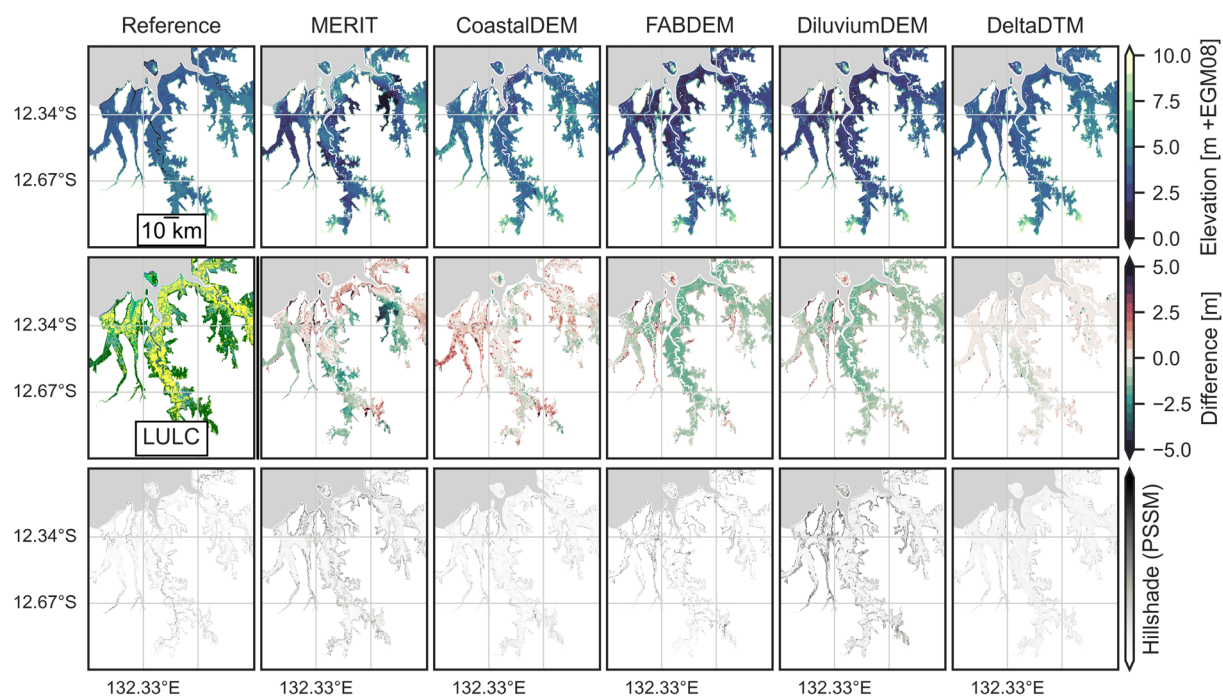 Reference MERIT CoastalDEM FABDEM DiluviumDEM DeltaDTM
12.34°S
12.67°S
10 km
10.0
7.5
5.0
2.5
0.0
Elevation [m +EGM08]
12.34°S
12.67°S
LULC
5.0
2.5
0.0
−2.5
−5.0
Difference [m]
12.34°S
12.67°S
Hillshade (PSSM)
132.33°E 132.33°E 132.33°E 132.33°E 132.33°E 132.33°E